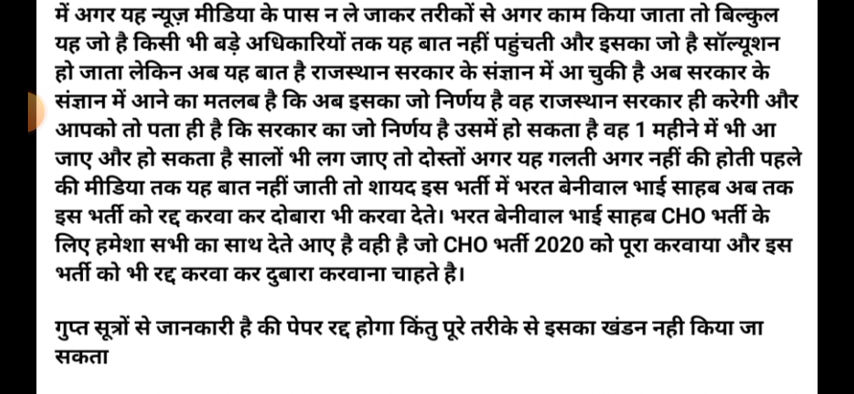 में अगर यह न्यूज़ मीडिया के पास न ले जाकर तरीकों से अगर काम किया जाता तो बिल्कुल
यह जो है किसी भी बड़े अधिकारियों तक यह बात नहीं पहुंचती और इसका जो है सॉल्यूशन
हो जाता लेकिन अब यह बात है राजस्थान सरकार के संज्ञान में आ चुकी है अब सरकार के
संज्ञान में आने का मतलब है कि अब इसका जो निर्णय है वह राजस्थान सरकार ही करेगी और
आपको तो पता ही है कि सरकार का जो निर्णय है उसमें हो सकता है वह 1 महीने में भी आ
जाए और हो सकता है सालों भी लग जाए तो दोस्तों अगर यह गलती अगर नहीं की होती पहले
की मीडिया तक यह बात नहीं जाती तो शायद इस भर्ती में भरत बेनीवाल भाई साहब अब तक
इस भर्ती को रद्द करवा कर दोबारा भी करवा देते। भरत बेनीवाल भाई साहब CHO भर्ती के
लिए हमेशा सभी का साथ देते आए है वही है जो CHO भर्ती 2020 को पूरा करवाया और इस
भर्ती को भी रद्द करवा कर दुबारा करवाना चाहते है।
गुप्त सूत्रों से जानकारी है की पेपर रद्द होगा किंतु पूरे तरीके से इसका खंडन नही किया जा
सकता